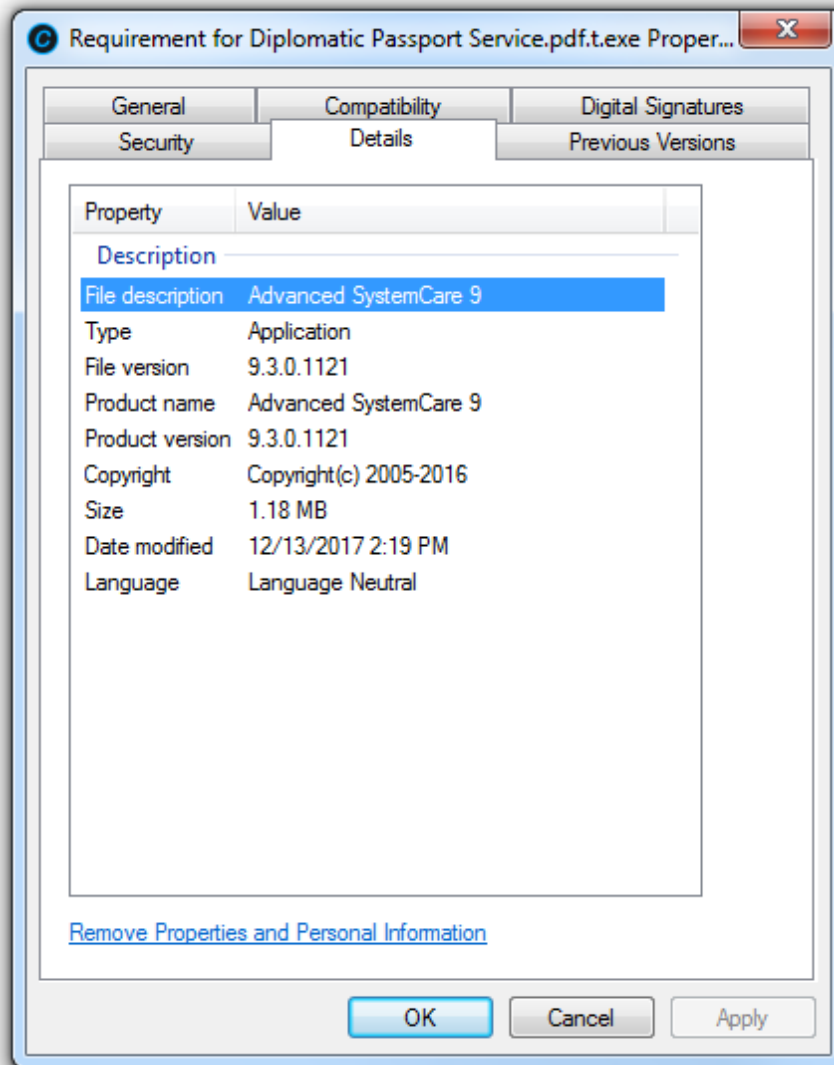 Requirement for Diplomatic Passport Service.pdf.t.exe Proper...
General Compatibility Digital Signatures
Security Details Previous Versions
Property Value
Description
File description Advanced SystemCare 9
Type Application
File version 9.3.0.1121
Product name Advanced SystemCare 9
Product version 9.3.0.1121
Copyright Copyright(c) 2005-2016
Size 1.18 MB
Date modified 12/13/2017 2:19 PM
Language Language Neutral
Remove Properties and Personal Information
OK Cancel Apply